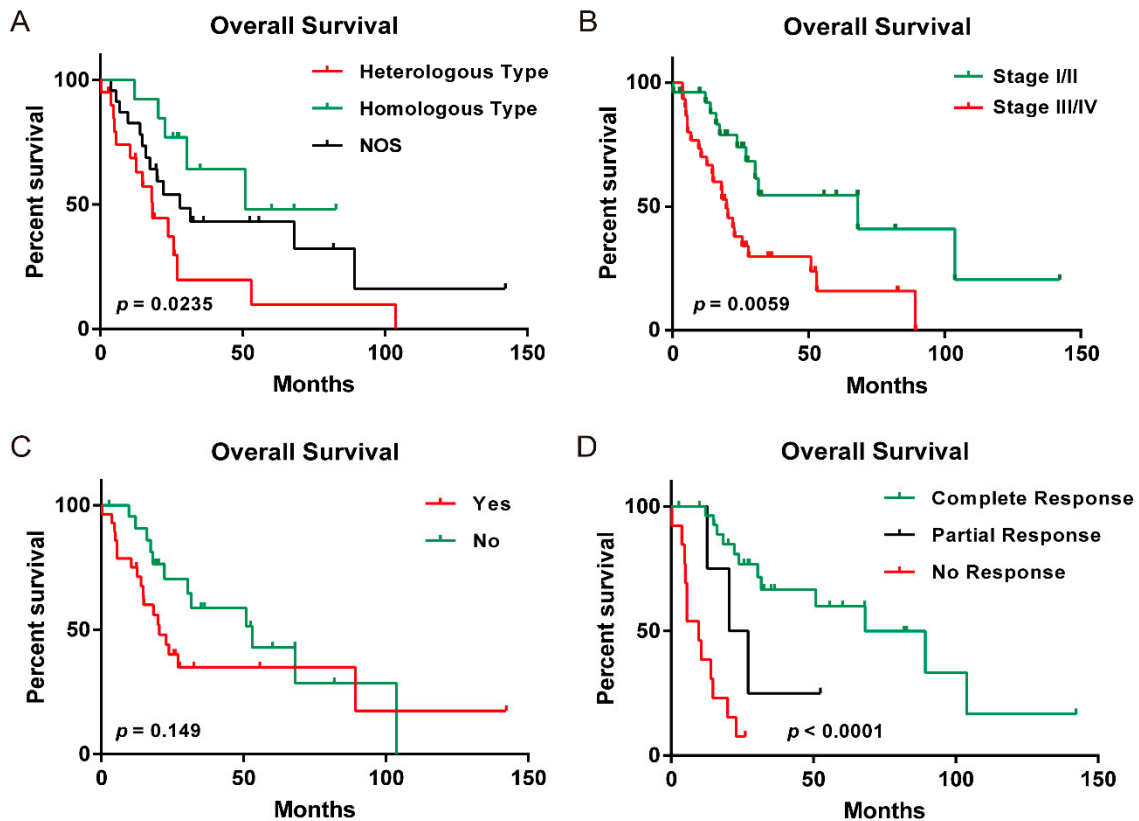 A
Overall Survival
Heterologous Type
Homologous Type
NOS
Percent survival
100
50
0
p = 0.0235
0 50 100 150
Months
B
Overall Survival
Stage I/II
Stage III/IV
Percent survival
100
50
0
p = 0.0059
0 50 100 150
Months
C
Overall Survival
Yes
No
Percent survival
100
50
0
p = 0.149
0 50 100 150
Months
D
Overall Survival
Complete Response
Partial Response
No Response
Percent survival
100
50
0
p < 0.0001
0 50 100 150
Months